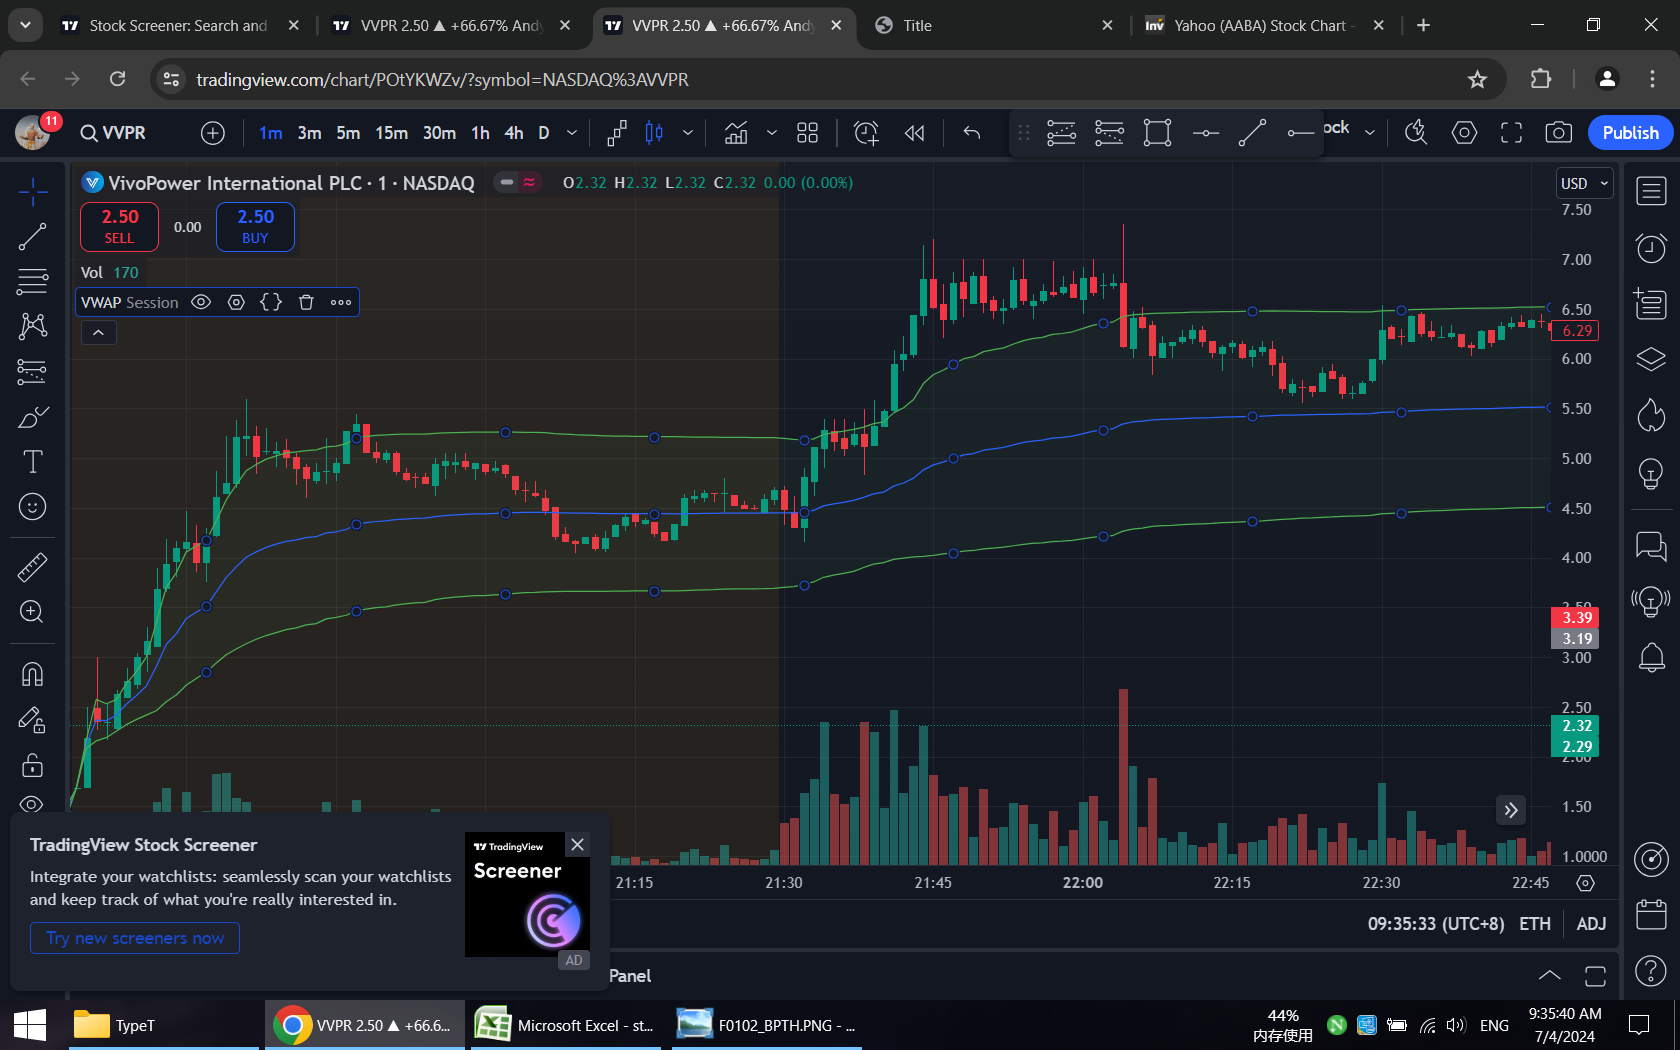 Stock Screener: Search and
VVPR 2.50 ▲ +66.67% Andy
VVPR 2.50 ▲ +66.67% Andy
Title
Inv
Yahoo (AABA) Stock Chart -
tradingview.com/chart/POtYKWZv/?symbol=NASDAQ%3AVVPR
11
VVPR
1m
3m
5m
15m
30m
1h
4h
D
ock
Publish
VivoPower International PLC · 1 · NASDAQ
O2.32 H2.32 L2.32 C2.32 0.00 (0.00%)
USD
2.50
SELL
0.00
2.50
BUY
Vol 170
VWAP Session
7.50
7.00
6.50
6.29
6.00
5.50
5.00
4.50
4.00
3.50
3.39
3.19
3.00
2.50
2.32
2.29
2.00
1.50
1.0000
21:15
21:30
21:45
22:00
22:15
22:30
22:45
TradingView Stock Screener
Integrate your watchlists: seamlessly scan your watchlists
and keep track of what you're really interested in.
Try new screeners now
TradingView
Screener
AD
09:35:33 (UTC+8)
ETH
ADJ
Panel
TypeT
VVPR 2.50 ▲ +66.6...
Microsoft Excel - st...
F0102_BPTH.PNG - ...
44%
内存使用
ENG
9:35:40 AM
7/4/2024